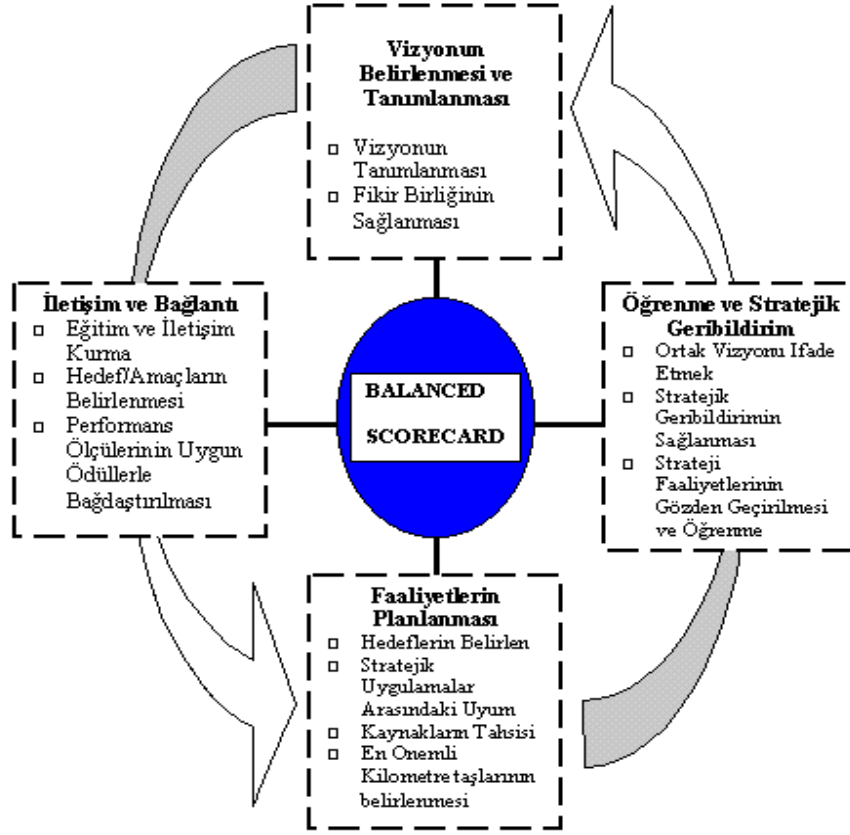 Vizyonun
Belirlenmesi ve
Tanımlanması
Vizyonun
Tanımlanması
Fikir Birliğinin
Sağlanması
İletişim ve Bağlantı
Eğitim ve İletişim
Kurma
Hedef/Amaçların
Belirlenmesi
Performans
Ölçülerinin Uygun
Ödüllerle
Bağdaştırılması
BALANCED
SCORECARD
Öğrenme ve Stratejik
Geribildirim
Ortak Vizyonu Ifade
Etmek
Stratejik
Geribildirimin
Sağlanması
Strateji
Faaliyetlerinin
Gözden Geçirilmesi
ve Öğrenme
Faaliyetlerin
Planlanması
Hedeflerin Belirlen
Stratejik
Uygulamalar
Arasındaki Uyum
Kaynakların Tahsisi
En Onemli
Kilometre taşlarının
belirlenmesi